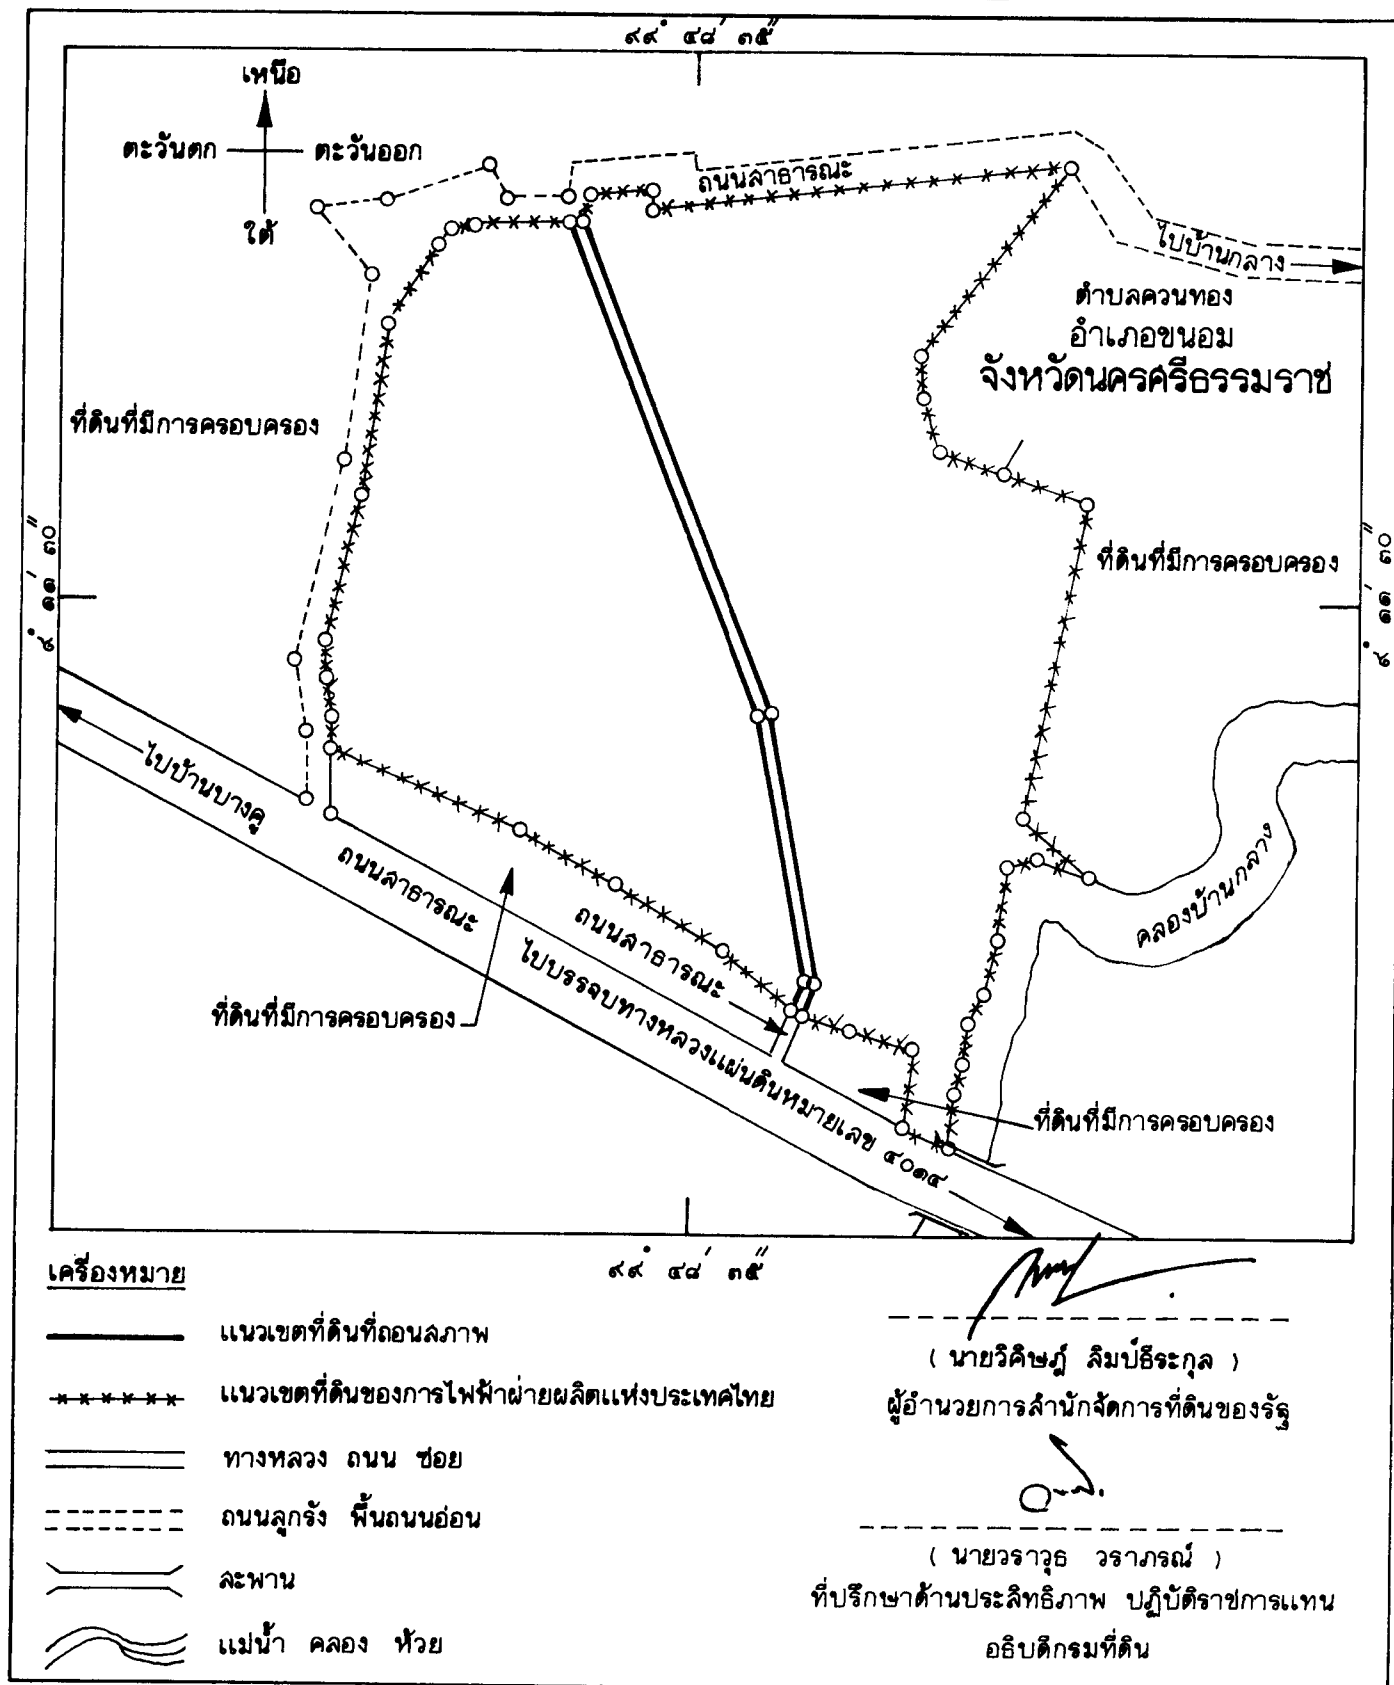 ๙๙° ๔๘' ๓๕"
เหนือ
ตะวันตก
ตะวันออก
ใต้
ถนนสาธารณะ
ไปบ้านกลาง
ตำบลควนทอง
อำเภอขนอม
จังหวัดนครศรีธรรมราช
ที่ดินที่มีการครอบครอง
ที่ดินที่มีการครอบครอง
๙° ๑๑' ๓๐"
๙° ๑๑' ๓๐"
ไปบ้านบางคู
ถนนสาธารณะ
ถนนสาธารณะ
คลองบ้านกลาง
ไปบรรจบทางหลวงแผ่นดินหมายเลข ๔๐๑๔
ที่ดินที่มีการครอบครอง
ที่ดินที่มีการครอบครอง
๙๙° ๔๘' ๓๕"
เครื่องหมาย
แนวเขตที่ดินที่ถอนสภาพ
แนวเขตที่ดินของการไฟฟ้าฝ่ายผลิตแห่งประเทศไทย
ทางหลวง ถนน ซอย
ถนนลูกรัง พื้นถนนอ่อน
สะพาน
แม่น้ำ คลอง ห้วย
( นายวิศิษฎ์ ลิมป์ธีระกุล )
ผู้อำนวยการสำนักจัดการที่ดินของรัฐ
( นายวราวุธ วราภรณ์ )
ที่ปรึกษาด้านประสิทธิภาพ ปฏิบัติราชการแทน
อธิบดีกรมที่ดิน